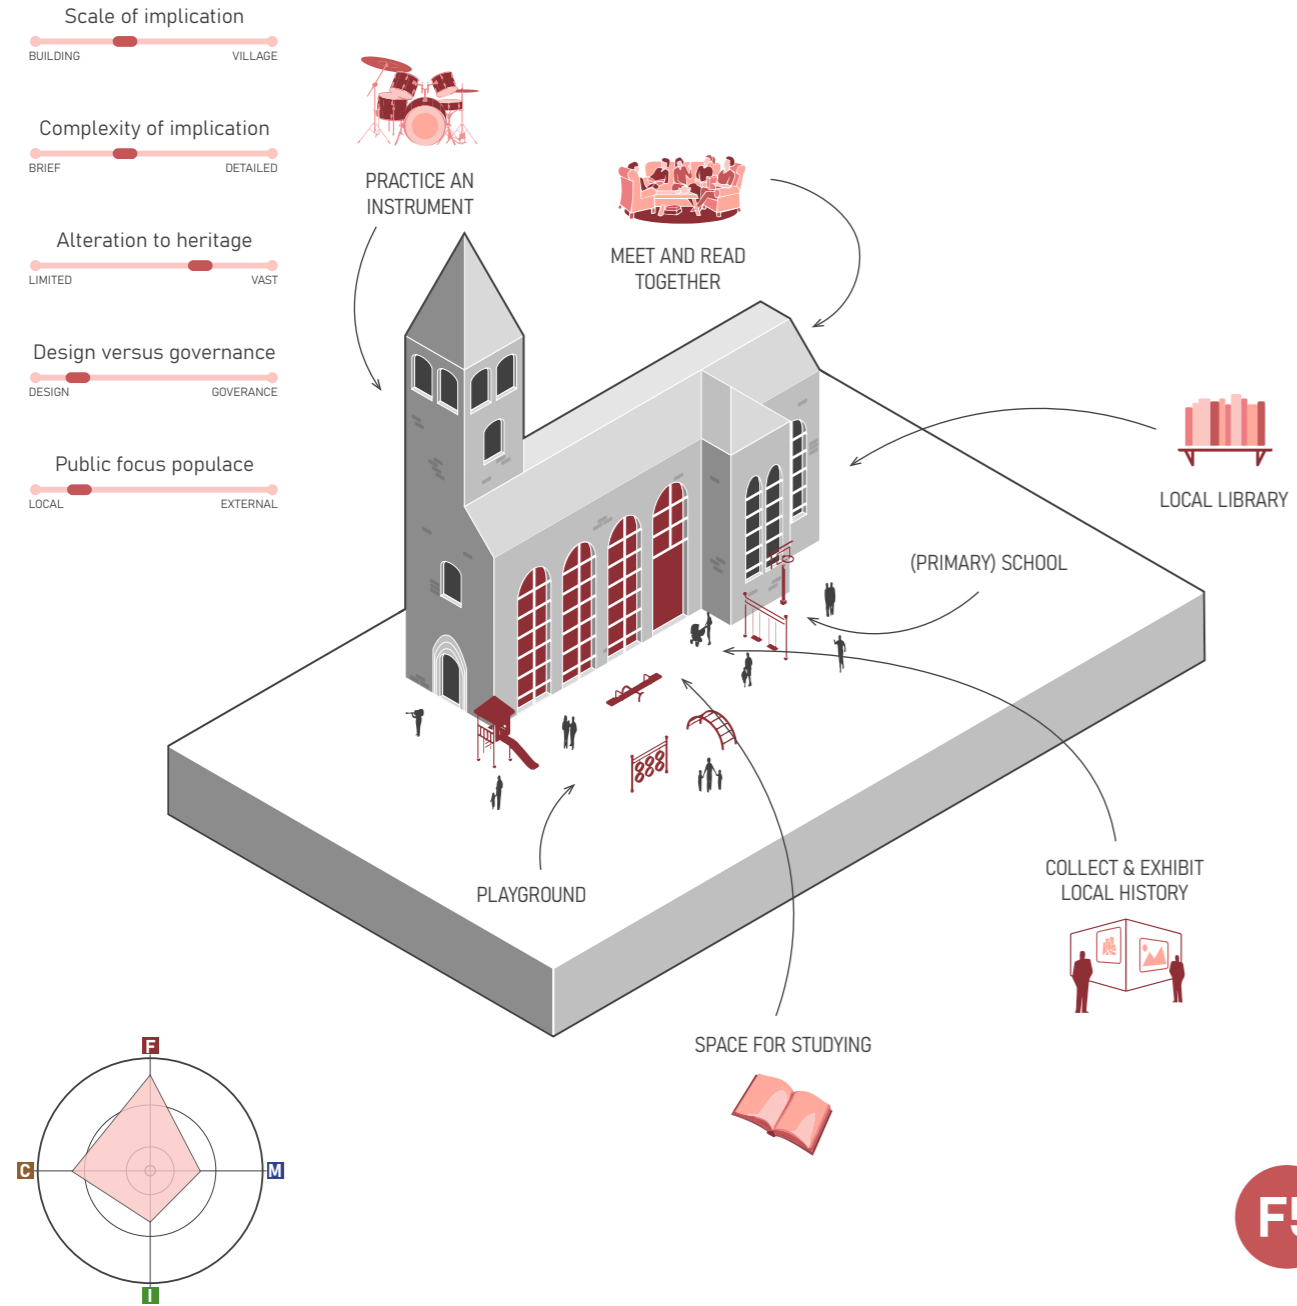 Scale of implication
BUILDING VILLAGE
Complexity of implication
BRIEF DETAILED
Alteration to heritage
LIMITED VAST
Design versus governance
DESIGN GOVERANCE
Public focus populace
LOCAL EXTERNAL
PRACTICE AN
INSTRUMENT
MEET AND READ
TOGETHER
LOCAL LIBRARY
(PRIMARY) SCHOOL
PLAYGROUND
COLLECT & EXHIBIT
LOCAL HISTORY
SPACE FOR STUDYING
F
C M
I
F5